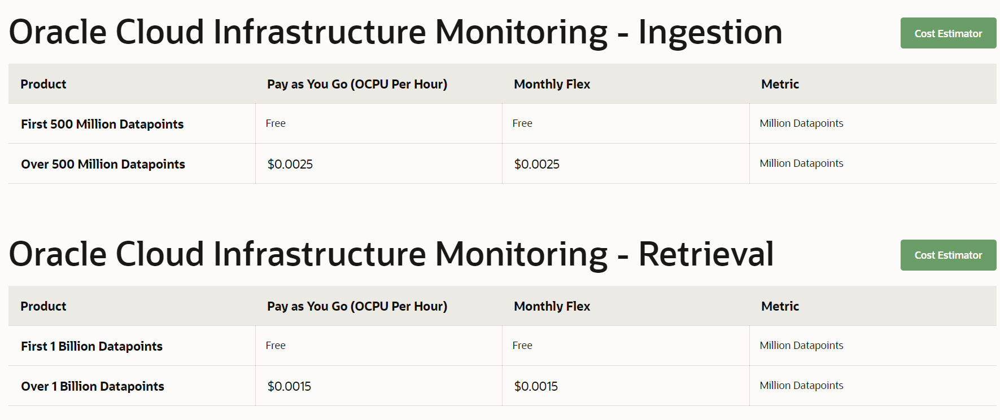 Oracle Cloud Infrastructure Monitoring - Ingestion
Cost Estimator
Product Pay as You Go (OCPU Per Hour) Monthly Flex Metric
First 500 Million Datapoints Free Free Million Datapoints
Over 500 Million Datapoints $0.0025 $0.0025 Million Datapoints
Oracle Cloud Infrastructure Monitoring - Retrieval
Cost Estimator
Product Pay as You Go (OCPU Per Hour) Monthly Flex Metric
First 1 Billion Datapoints Free Free Million Datapoints
Over 1 Billion Datapoints $0.0015 $0.0015 Million Datapoints